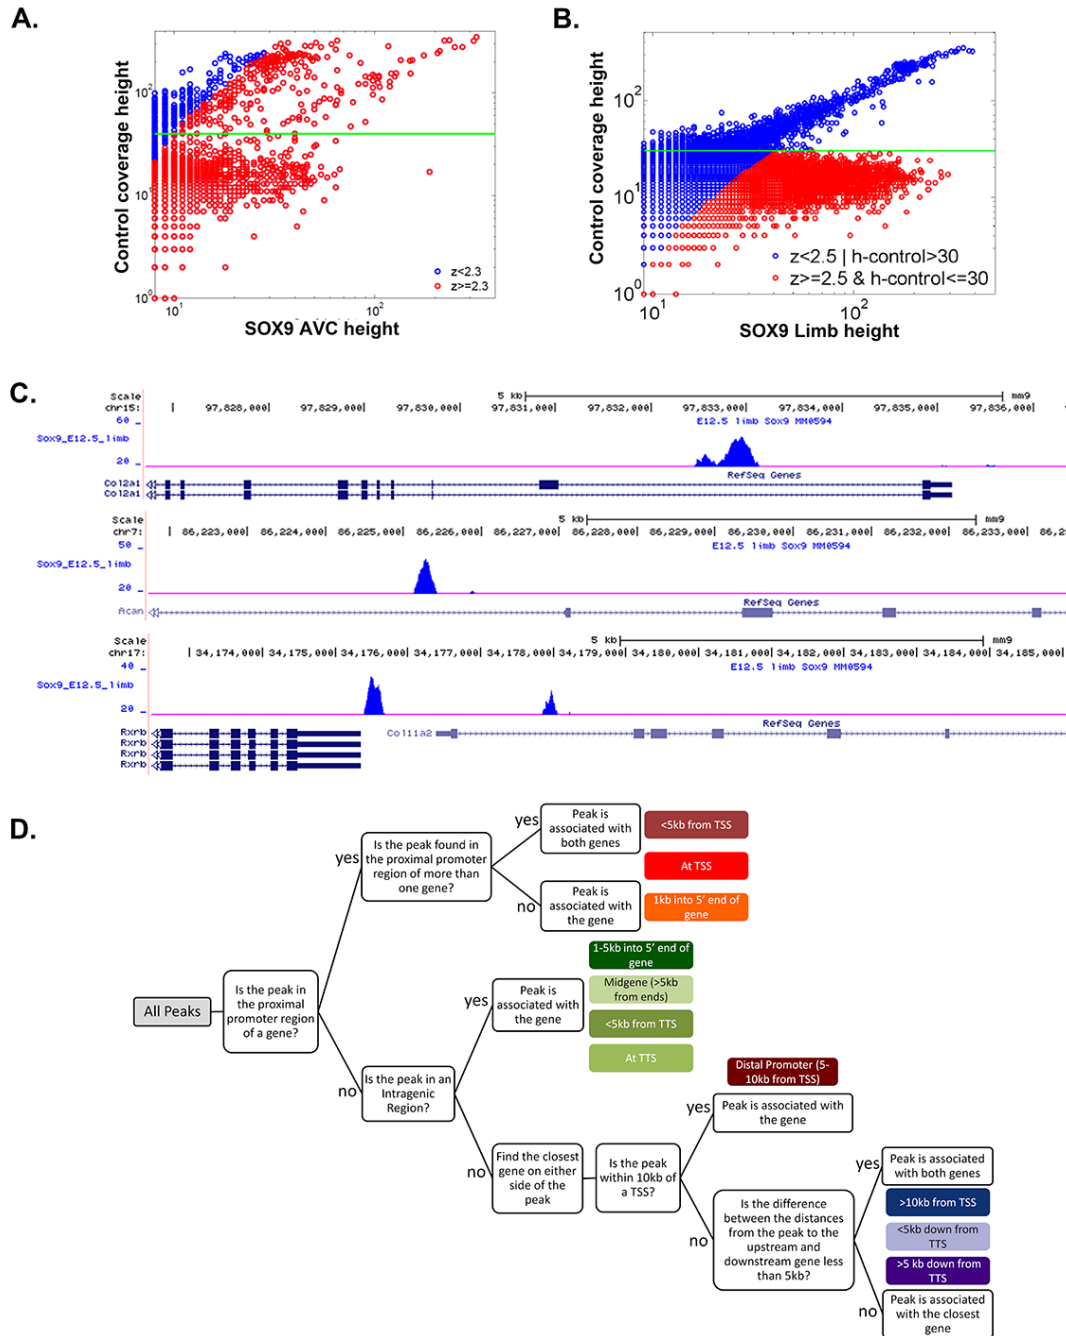 A.
Control coverage height
10^2
10^1
10^0
10^1
10^2
z<2.3
z>=2.3
SOX9 AVC height
B.
Control coverage height
10^2
10^1
10^0
10^1
10^2
z<2.5 | h-control>30
z>=2.5 & h-control<=30
SOX9 Limb height
C.
Scale
5 kb
mm9
chr15:
97,828,000
97,829,000
97,830,000
97,831,000
97,832,000
97,833,000
97,834,000
97,835,000
97,836,000
60
E12.5 limb Sox9 MM0594
Sox9_E12.5_limb
20
RefSeq Genes
Col2a1
Col2a1
Scale
5 kb
mm9
chr7:
86,223,000
86,224,000
86,225,000
86,226,000
86,227,000
86,228,000
86,229,000
86,230,000
86,231,000
86,232,000
86,233,000
50
E12.5 limb Sox9 MM0594
Sox9_E12.5_limb
20
RefSeq Genes
Acan
Scale
5 kb
mm9
chr17:
34,174,000
34,175,000
34,176,000
34,177,000
34,178,000
34,179,000
34,180,000
34,181,000
34,182,000
34,183,000
34,184,000
34,185,000
40
E12.5 limb Sox9 MM0594
Sox9_E12.5_limb
20
RefSeq Genes
Rxrb
Rxrb
Rxrb
Rxrb
Col11a2
D.
All Peaks
Is the peak in
the proximal
promoter region
of a gene?
yes
Is the peak found in
the proximal promoter
region of more than
one gene?
yes
Peak is
associated with
both genes
<5kb from TSS
At TSS
no
Peak is
associated with
the gene
1kb into 5' end of
gene
no
Is the peak in an
Intragenic
Region?
yes
Peak is
associated with
the gene
1-5kb into 5' end of
gene
Midgene (>5kb
from ends)
<5kb from TTS
At TTS
no
Find the closest
gene on either
side of the
peak
Is the peak
within 10kb of
a TSS?
Distal Promoter (5-
10kb from TSS)
yes
Peak is associated with
the gene
no
Is the difference
between the distances
from the peak to the
upstream and
downstream gene less
than 5kb?
yes
Peak is associated
with both genes
>10kb from TSS
<5kb down from
TTS
>5 kb down from
TTS
no
Peak is associated
with the closest
gene